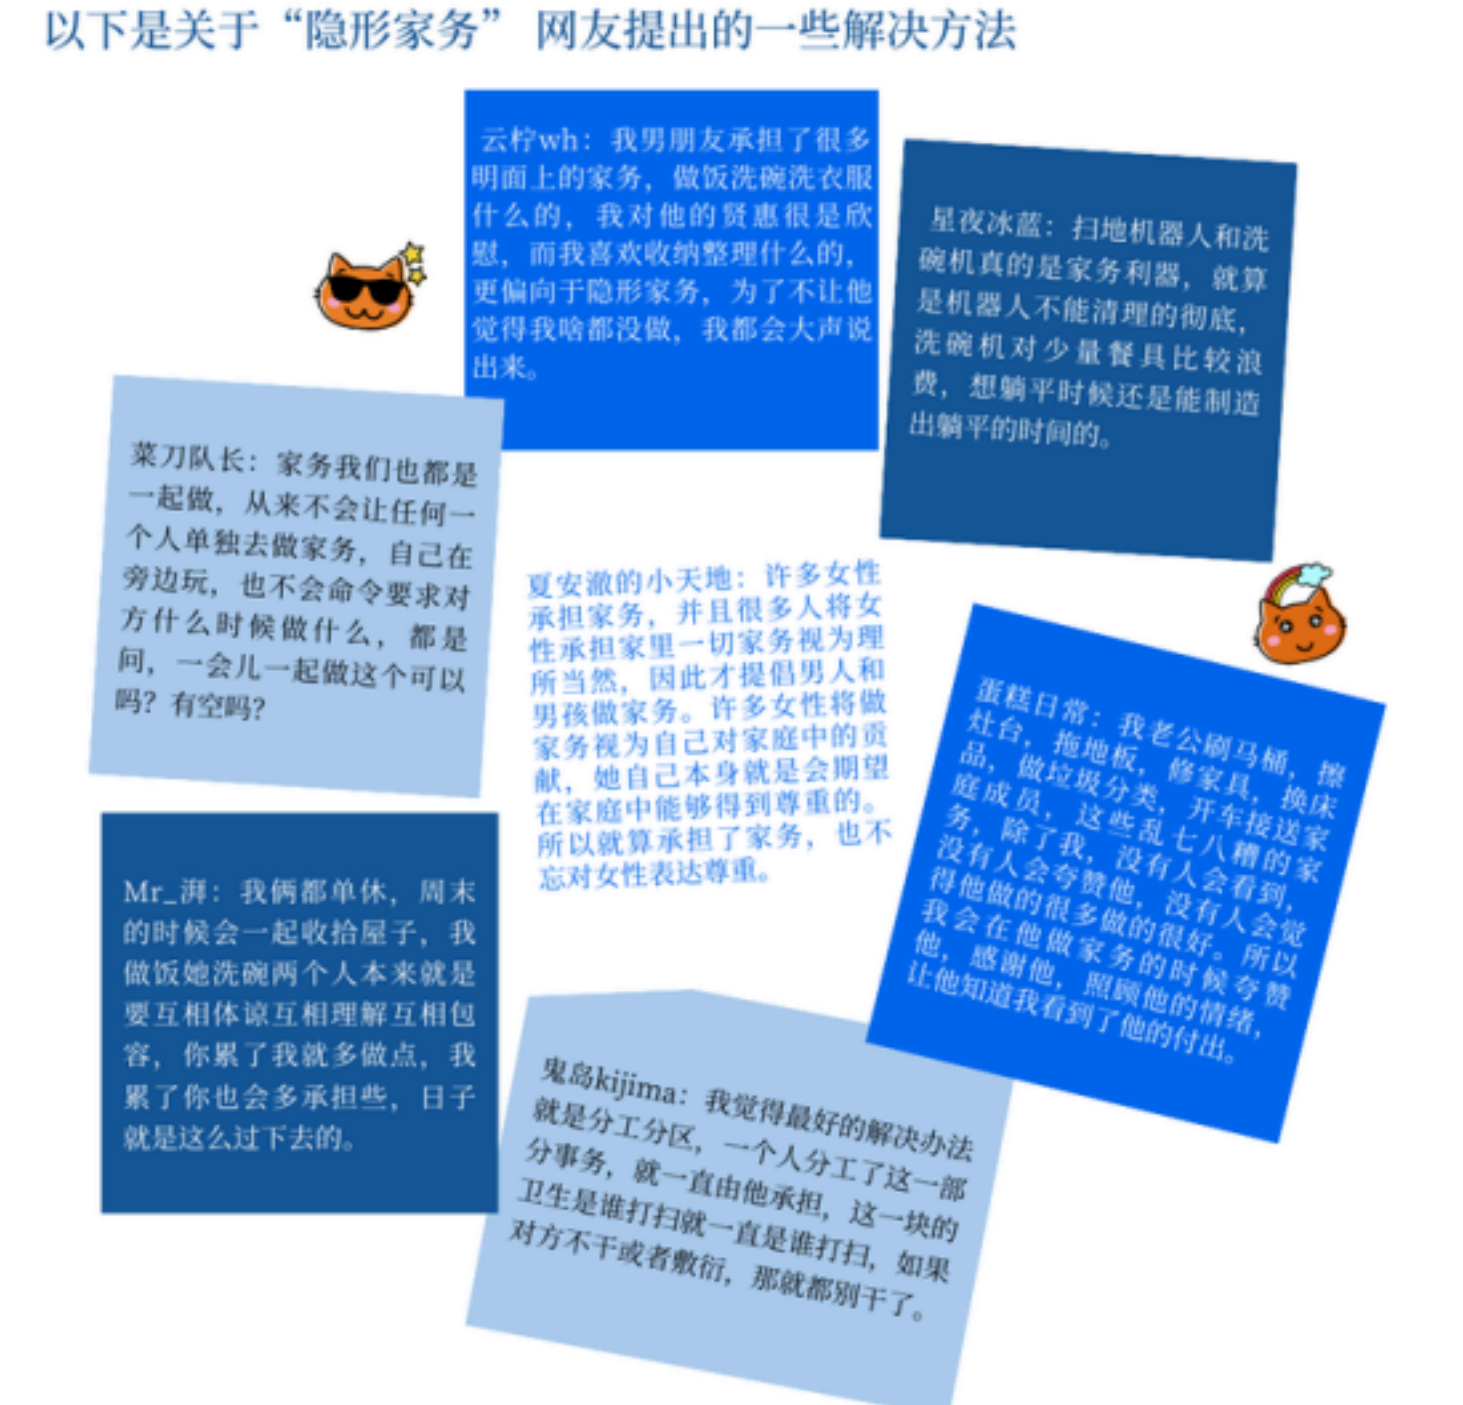 以下是关于“隐形家务” 网友提出的一些解决方法
云柠wh：我男朋友承担了很多
明面上的家务，做饭洗碗洗衣服
什么的，我对他的贤惠很是欣
慰，而我喜欢收纳整理什么的，
更偏向于隐形家务，为了不让他
觉得我啥都没做，我都会大声说
出来。
星夜冰蓝：扫地机器人和洗
碗机真的是家务利器，就算
是机器人不能清理的彻底，
洗碗机对少量餐具比较浪
费，想躺平时候还是能制造
出躺平的时间的。
菜刀队长：家务我们也都是
一起做，从来不会让任何一
个人单独去做家务，自己在
旁边玩，也不会命令要求对
方什么时候做什么，都是
问，一会儿一起做这个可以
吗？有空吗？
夏安澈的小天地：许多女性
承担家务，并且很多人将女
性承担家里一切家务视为理
所当然，因此才提倡男人和
男孩做家务。许多女性将做
家务视为自己对家庭中的贡
献，她自己本身就是会期望
在家庭中能够得到尊重的。
所以就算承担了家务，也不
忘对女性表达尊重。
蛋糕日常：我老公刷马桶，擦
灶台，拖地板，修家具，换床
品，做垃圾分类，开车接送家
庭成员，这些乱七八糟的家
务，除了我，没有人会看到，
没有人会夸赞他，没有人会觉
得他做的很多做的很好。所以
我会在他做家务的时候夸赞
他，感谢他，照顾他的情绪，
让他知道我看到了他的付出。
Mr_湃：我俩都单休，周末
的时候会一起收拾屋子，我
做饭她洗碗两个人本来就是
要互相体谅互相理解互相包
容，你累了我就多做点，我
累了你也会多承担些，日子
就是这么过下去的。
鬼岛kijima：我觉得最好的解决办法
就是分工分区，一个人分工了这一部
分事务，就一直由他承担，这一块的
卫生是谁打扫就一直是谁打扫，如果
对方不干或者敷衍，那就都别干了。